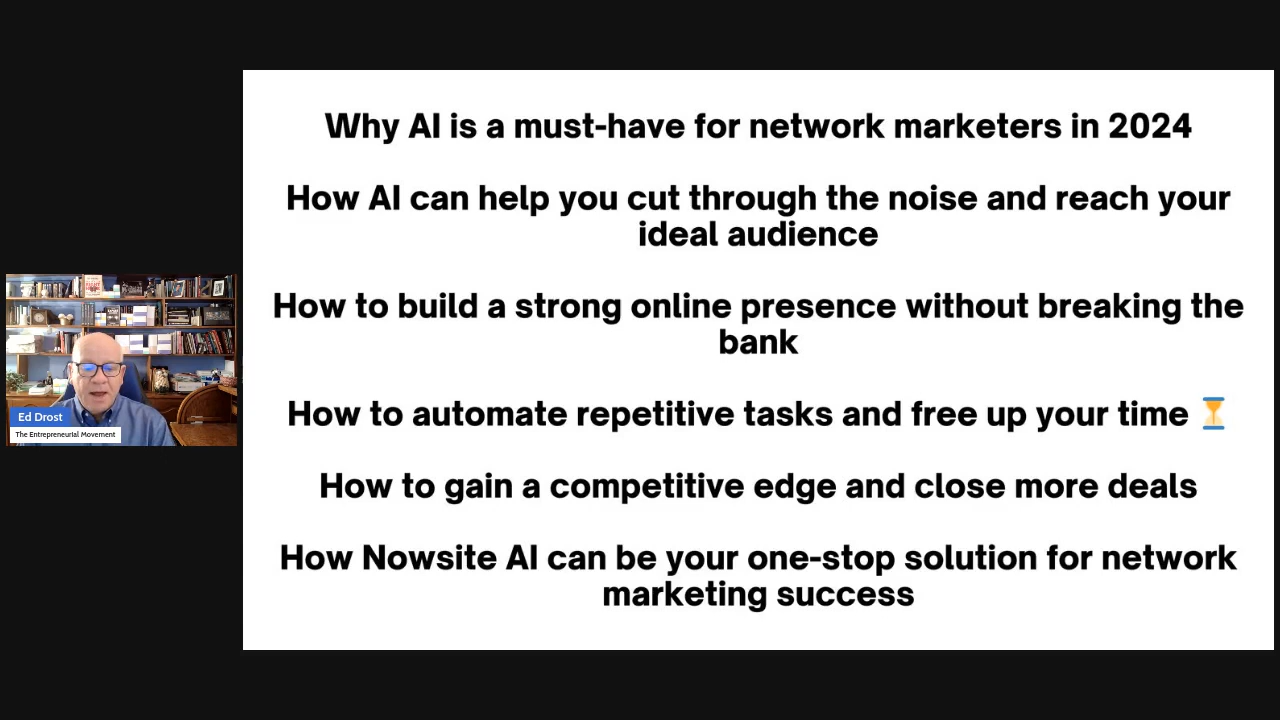 Why AI is a must-have for network marketers in 2024
How AI can help you cut through the noise and reach your
ideal audience
How to build a strong online presence without breaking the
bank
How to automate repetitive tasks and free up your time ⏳
How to gain a competitive edge and close more deals
How Nowsite AI can be your one-stop solution for network
marketing success
Ed Drost
The Entrepreneurial Movement